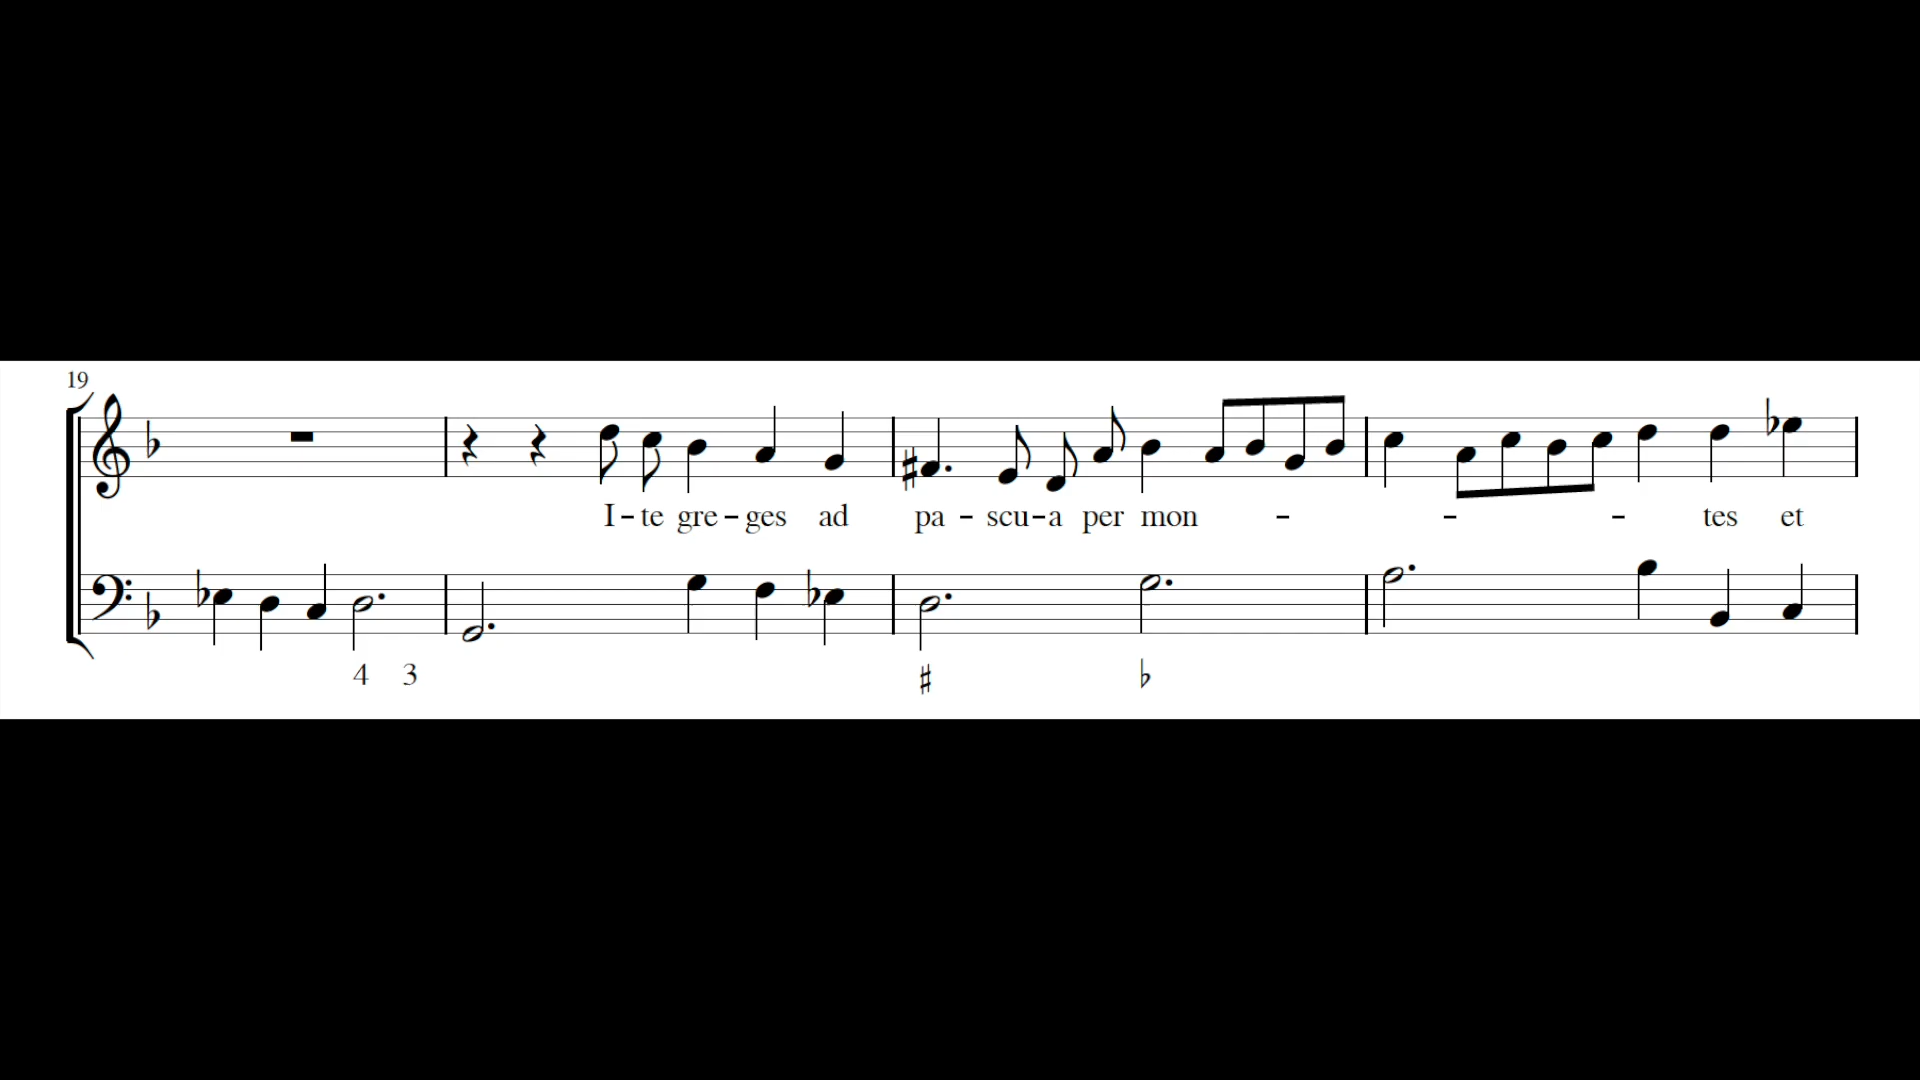 19
I-te gre-ges ad pa-scu-a per mon - - - tes et
4 3 ♯ ♭